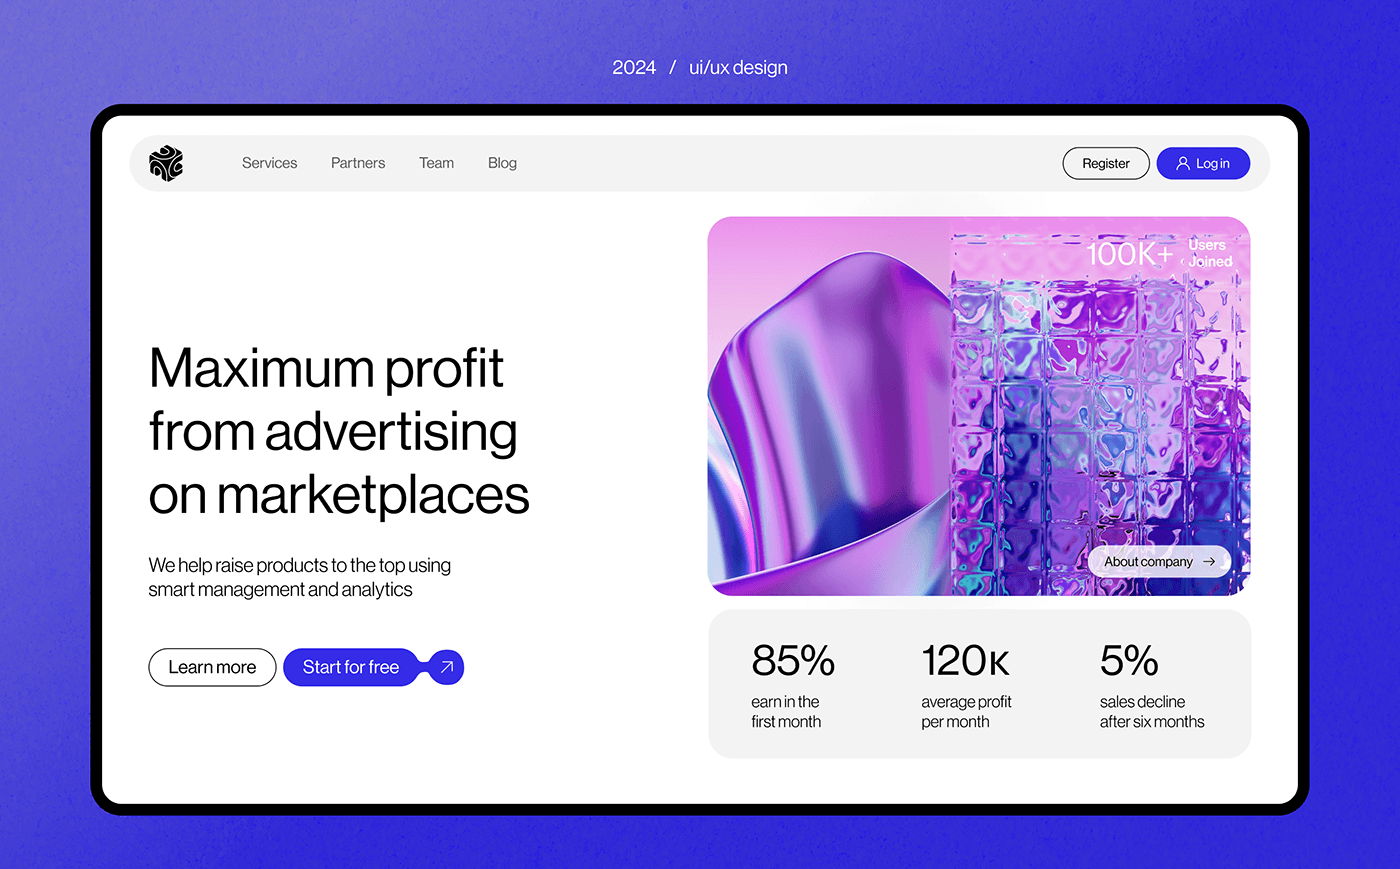 2024 / ui/ux design
Services Partners Team Blog
Register Log in
100K+ Users
Joined
Maximum profit
from advertising
on marketplaces
We help raise products to the top using
smart management and analytics
Learn more Start for free
About company
85% 120K 5%
earn in the
first month
average profit
per month
sales decline
after six months